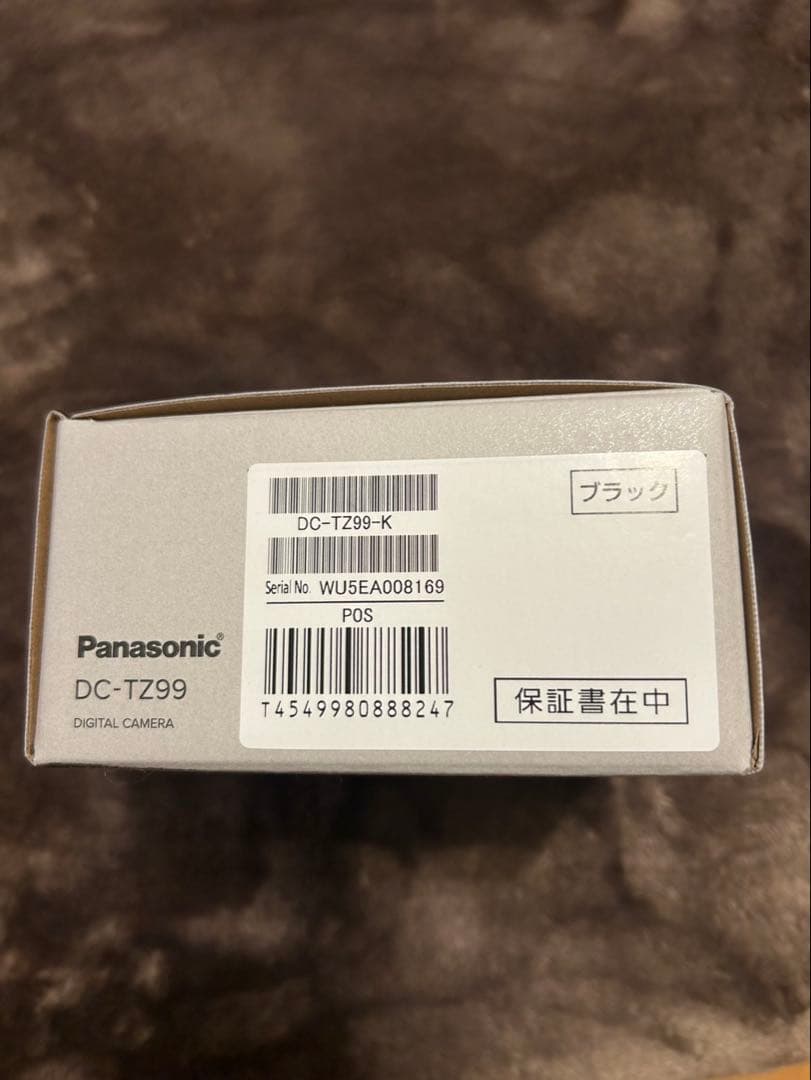 DC-TZ99-K
ブラック
Serial No. WU5EA008169
POS
T4549980888247
保証書在中
Panasonic®
DC-TZ99
DIGITAL CAMERA